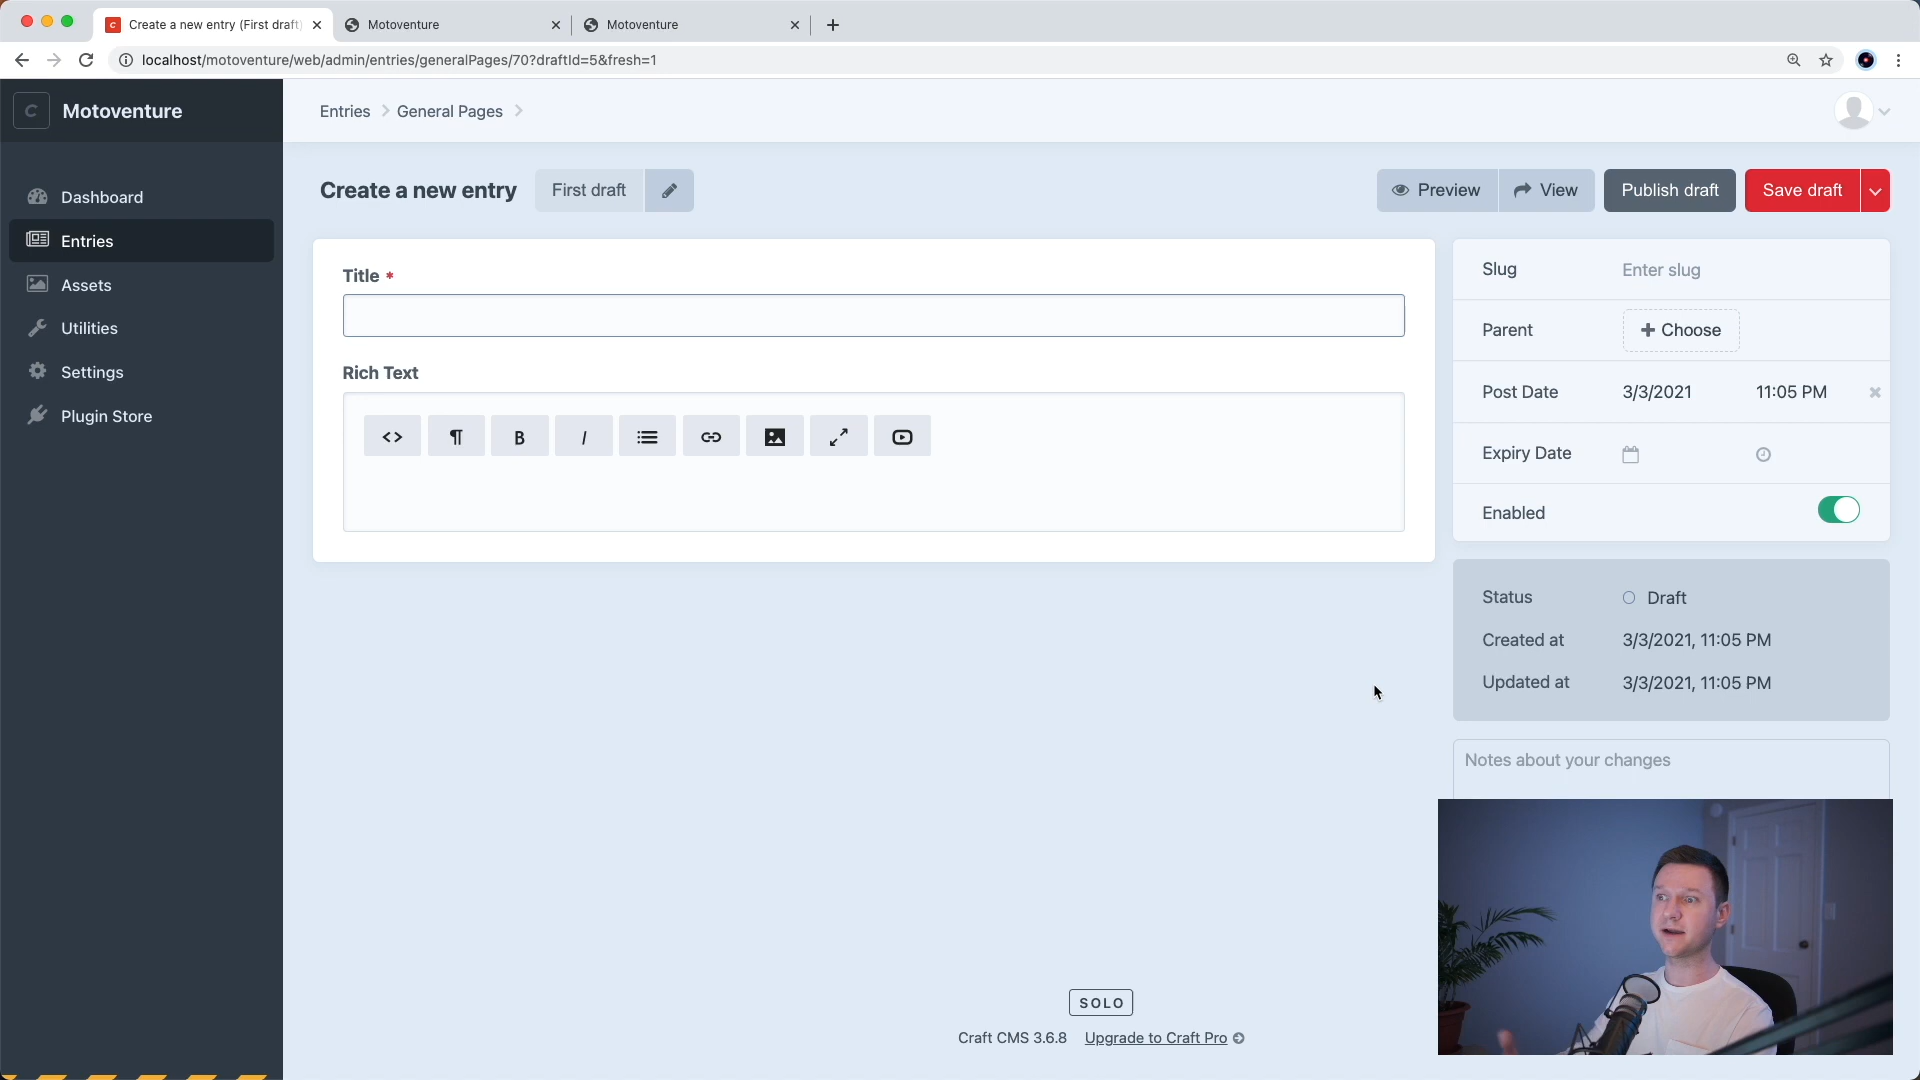 Create a new entry (First draft)
Motoventure
Motoventure
localhost/motoventure/web/admin/entries/generalPages/70?draftId=5&fresh=1
C
Motoventure
Entries
General Pages
Dashboard
Entries
Assets
Utilities
Settings
Plugin Store
Create a new entry
First draft
Preview
View
Publish draft
Save draft
Title *
Rich Text
Slug
Enter slug
Parent
+ Choose
Post Date
3/3/2021
11:05 PM
Expiry Date
Enabled
Status
Draft
Created at
3/3/2021, 11:05 PM
Updated at
3/3/2021, 11:05 PM
Notes about your changes
SOLO
Craft CMS 3.6.8
Upgrade to Craft Pro